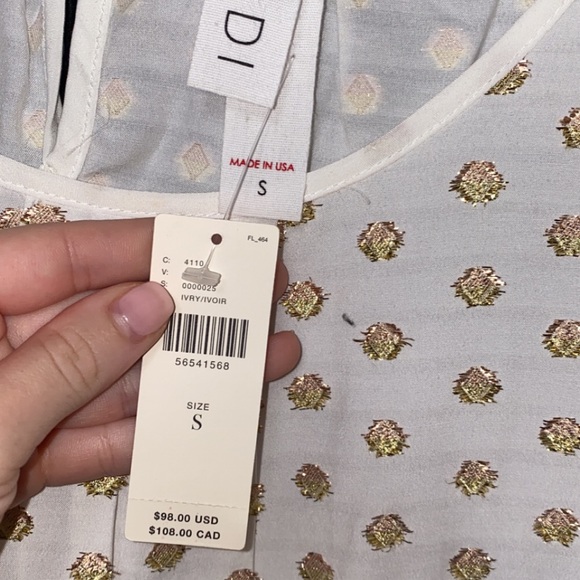 DI
MADE IN USA
S
FL_464
C: 4110
V:
S: 0000025
IVRY/IVOIR
56541568
SIZE
S
$98.00 USD
$108.00 CAD